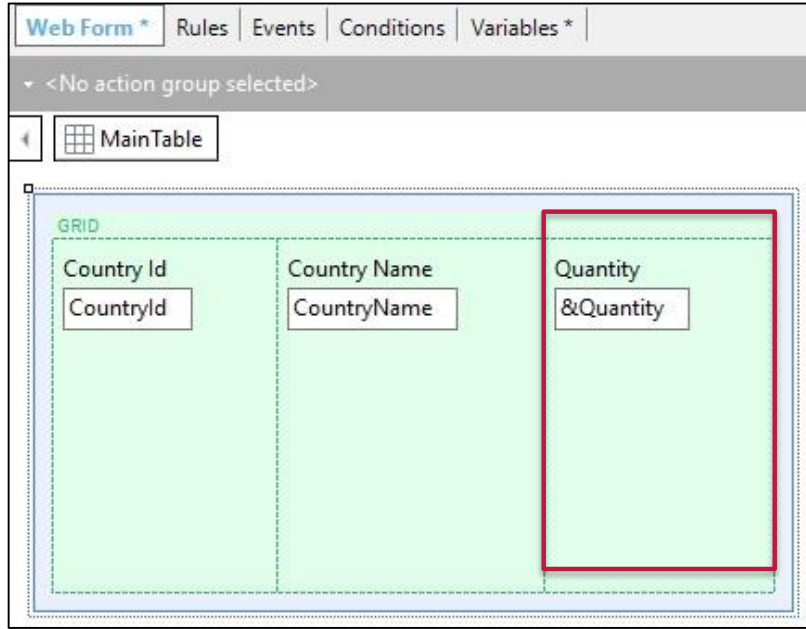 Web Form * Rules Events Conditions Variables *
<No action group selected>
MainTable
GRID
Country Id Country Name Quantity
CountryId CountryName &Quantity